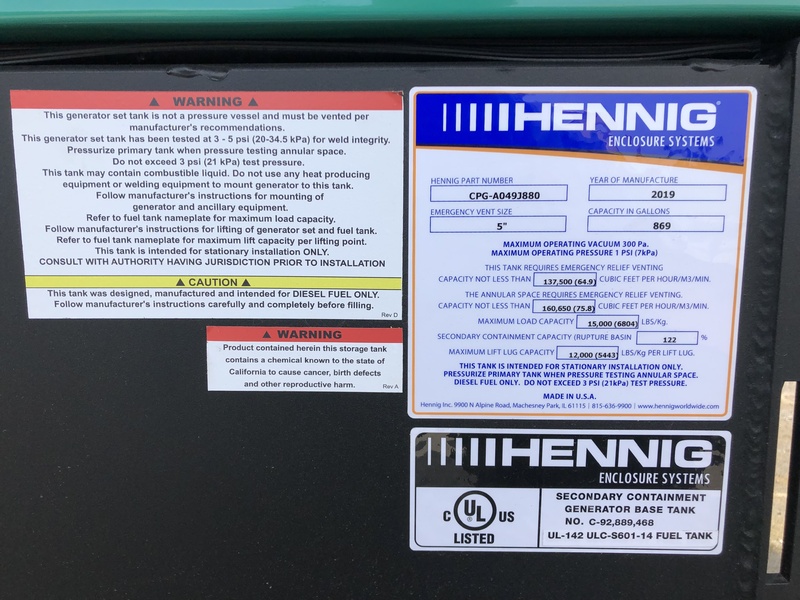 WARNING
This generator set tank is not a pressure vessel and must be vented per
manufacturer's recommendations.
This generator set tank has been tested at 3 - 5 psi (20-34.5 kPa) for weld integrity.
Pressurize primary tank when pressure testing annular space.
Do not exceed 3 psi (21 kPa) test pressure.
This tank may contain combustible liquid. Do not use any heat producing
equipment or welding equipment to mount generator to this tank.
Follow manufacturer's instructions for mounting of
generator and ancillary equipment.
Refer to fuel tank nameplate for maximum load capacity.
Follow manufacturer's instructions for lifting of generator set and fuel tank.
Refer to fuel tank nameplate for maximum lift capacity per lifting point.
This tank is intended for stationary installation ONLY.
CONSULT WITH AUTHORITY HAVING JURISDICTION PRIOR TO INSTALLATION
CAUTION
This tank was designed, manufactured and intended for DIESEL FUEL ONLY.
Follow manufacturer's instructions carefully and completely before filling.
Rev D
WARNING
Product contained herein this storage tank
contains a chemical known to the state of
California to cause cancer, birth defects
and other reproductive harm.
Rev A
HENNIG®
ENCLOSURE SYSTEMS
HENNIG PART NUMBER YEAR OF MANUFACTURE
CPG-A049J880 2019
EMERGENCY VENT SIZE CAPACITY IN GALLONS
5" 869
MAXIMUM OPERATING VACUUM 300 Pa.
MAXIMUM OPERATING PRESSURE 1 PSI (7kPa)
THIS TANK REQUIRES EMERGENCY RELIEF VENTING
CAPACITY NOT LESS THAN 137,500 (64.9) CUBIC FEET PER HOUR/M3/MIN.
THE ANNULAR SPACE REQUIRES EMERGENCY RELIEF VENTING.
CAPACITY NOT LESS THAN 160,650 (75.8) CUBIC FEET PER HOUR/M3/MIN.
MAXIMUM LOAD CAPACITY 15,000 (6804) LBS/Kg.
SECONDARY CONTAINMENT CAPACITY (RUPTURE BASIN 122 %
MAXIMUM LIFT LUG CAPACITY 12,000 (5443) LBS/Kg PER LIFT LUG.
THIS TANK IS INTENDED FOR STATIONARY INSTALLATION ONLY.
PRESSURIZE PRIMARY TANK WHEN PRESSURE TESTING ANNULAR SPACE.
DIESEL FUEL ONLY. DO NOT EXCEED 3 PSI (21kPa) TEST PRESSURE.
MADE IN U.S.A.
Hennig Inc. 9900 N Alpine Road, Machesney Park, IL 61115 | 815-636-9900 | www.hennigworldwide.com
HENNIG
ENCLOSURE SYSTEMS
C UL® US
LISTED
SECONDARY CONTAINMENT
GENERATOR BASE TANK
NO. C-92,889,468
UL-142 ULC-S601-14 FUEL TANK